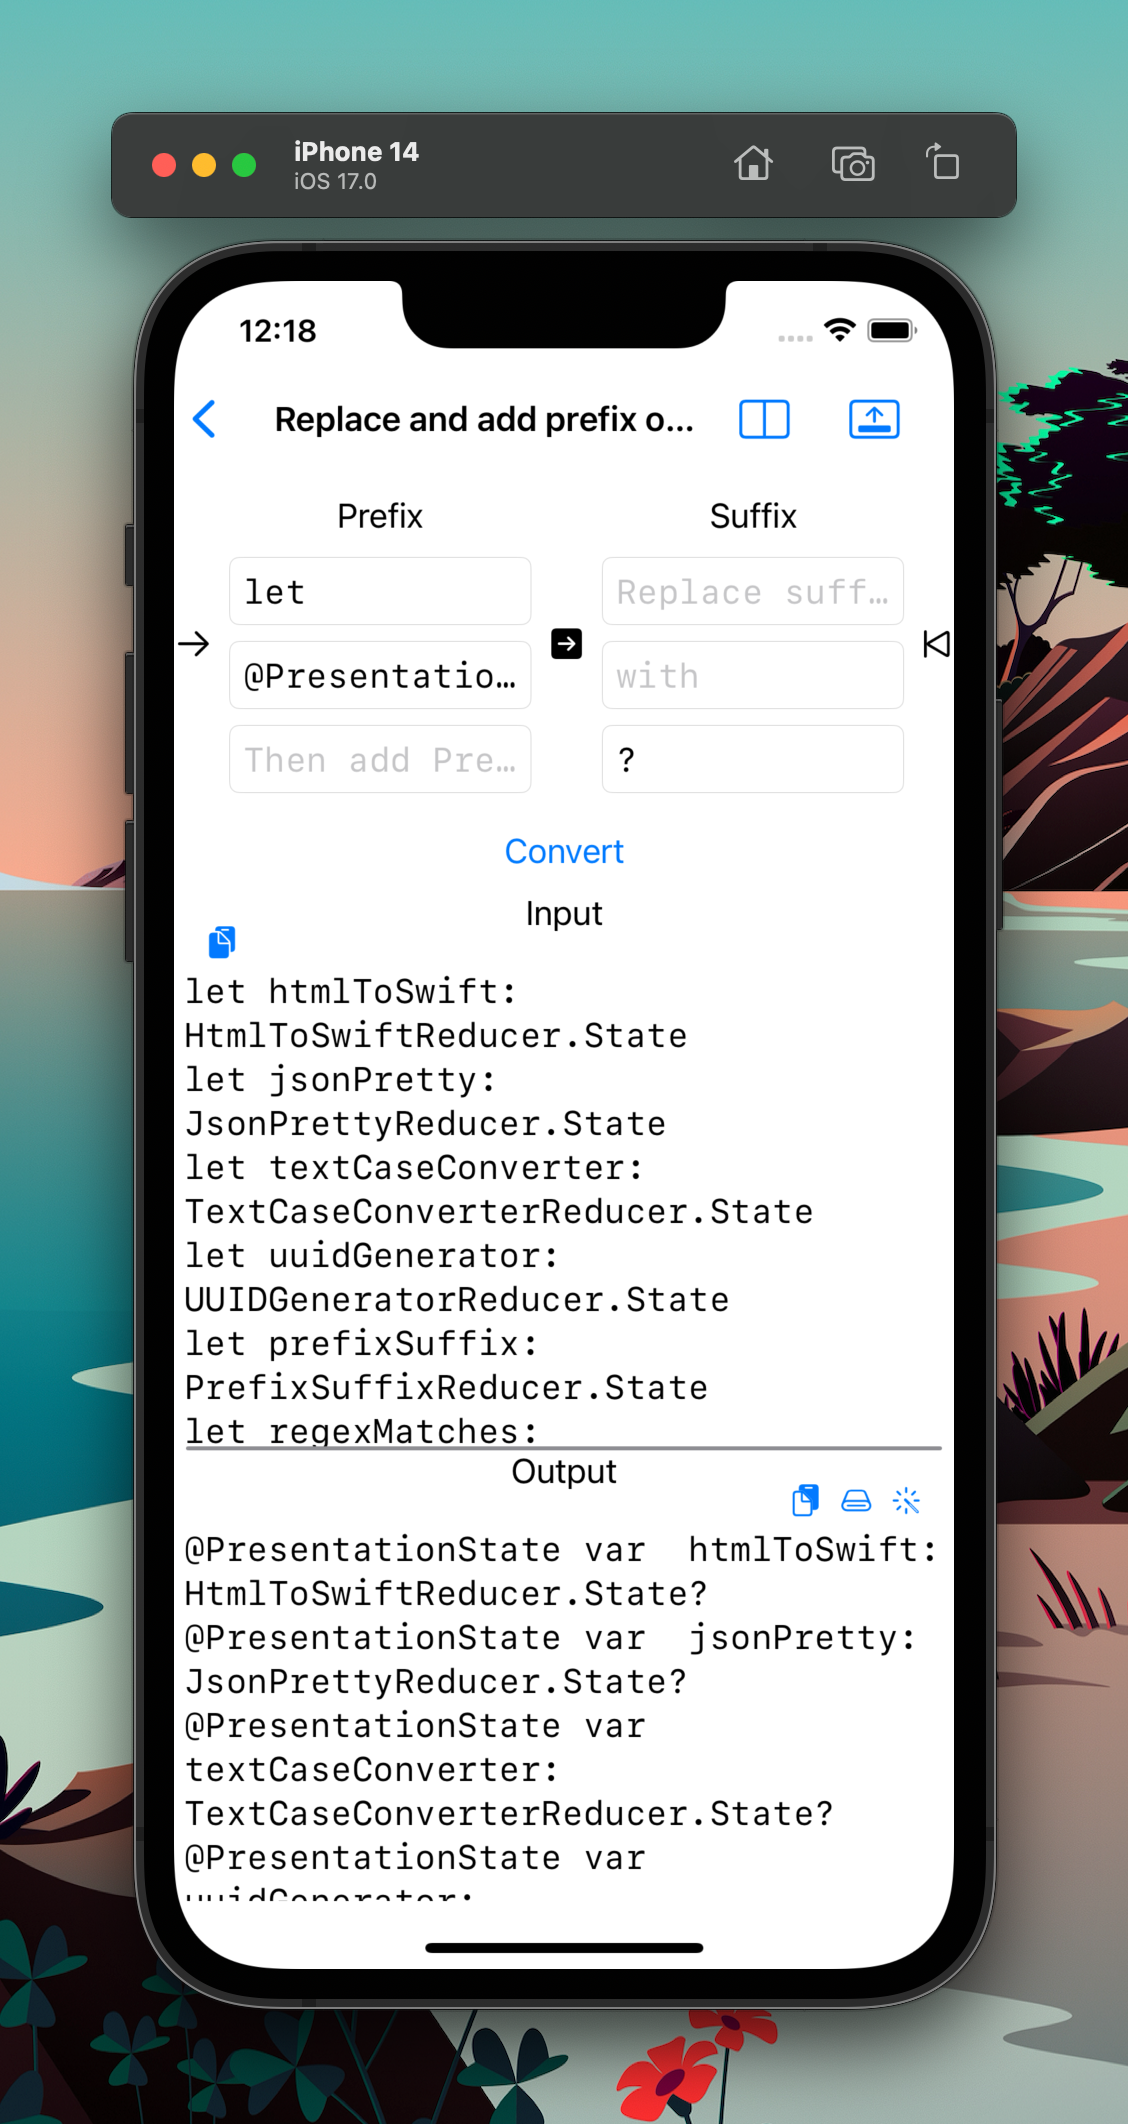 iPhone 14
iOS 17.0
12:18
Replace and add prefix o...
Prefix
Suffix
let
Replace suff...
@Presentatio...
with
Then add Pre...
?
Convert
Input
let htmlToSwift:
HtmlToSwiftReducer.State
let jsonPretty:
JsonPrettyReducer.State
let textCaseConverter:
TextCaseConverterReducer.State
let uuidGenerator:
UUIDGeneratorReducer.State
let prefixSuffix:
PrefixSuffixReducer.State
let regexMatches:
Output
@PresentationState var  htmlToSwift:
HtmlToSwiftReducer.State?
@PresentationState var  jsonPretty:
JsonPrettyReducer.State?
@PresentationState var
textCaseConverter:
TextCaseConverterReducer.State?
@PresentationState var
uuidGenerator: